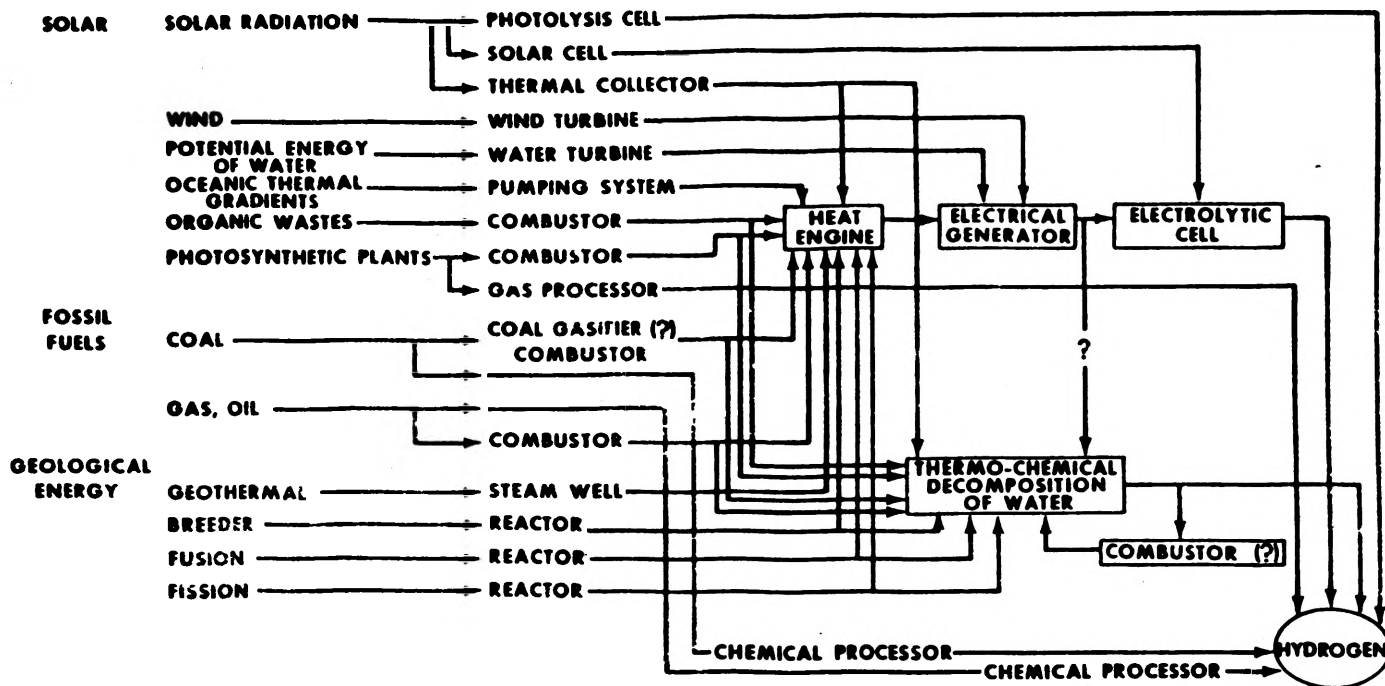 SOLAR SOLAR RADIATION PHOTOLYSIS CELL
SOLAR CELL
THERMAL COLLECTOR
WIND WIND TURBINE
POTENTIAL ENERGY
OF WATER
WATER TURBINE
OCEANIC THERMAL
GRADIENTS
PUMPING SYSTEM
ORGANIC WASTES COMBUSTOR
HEAT
ENGINE
ELECTRICAL
GENERATOR
ELECTROLYTIC
CELL
PHOTOSYNTHETIC PLANTS COMBUSTOR
GAS PROCESSOR
FOSSIL
FUELS
COAL
COAL GASIFIER (?)
COMBUSTOR
?
GAS, OIL
COMBUSTOR
GEOLOGICAL
ENERGY
THERMO-CHEMICAL
DECOMPOSITION
OF WATER
GEOTHERMAL STEAM WELL
BREEDER REACTOR
FUSION REACTOR
COMBUSTOR (?)
FISSION REACTOR
CHEMICAL PROCESSOR
HYDROGEN
CHEMICAL PROCESSOR